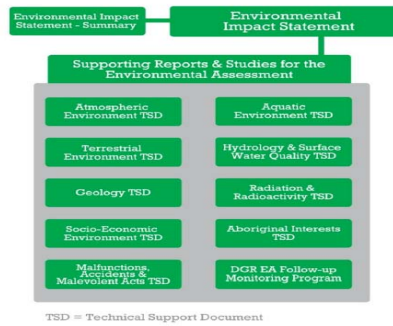 Environmental Impact
Statement - Summary
Environmental
Impact Statement
Supporting Reports & Studies for the
Environmental Assessment
Atmospheric
Environment TSD
Aquatic
Environment TSD
Terrestrial
Environment TSD
Hydrology & Surface
Water Quality TSD
Geology TSD
Radiation &
Radioactivity TSD
Socio-Economic
Environment TSD
Aboriginal Interests
TSD
Malfunctions,
Accidents &
Malevolent Acts TSD
DGR EA Follow-up
Monitoring Program
TSD = Technical Support Document